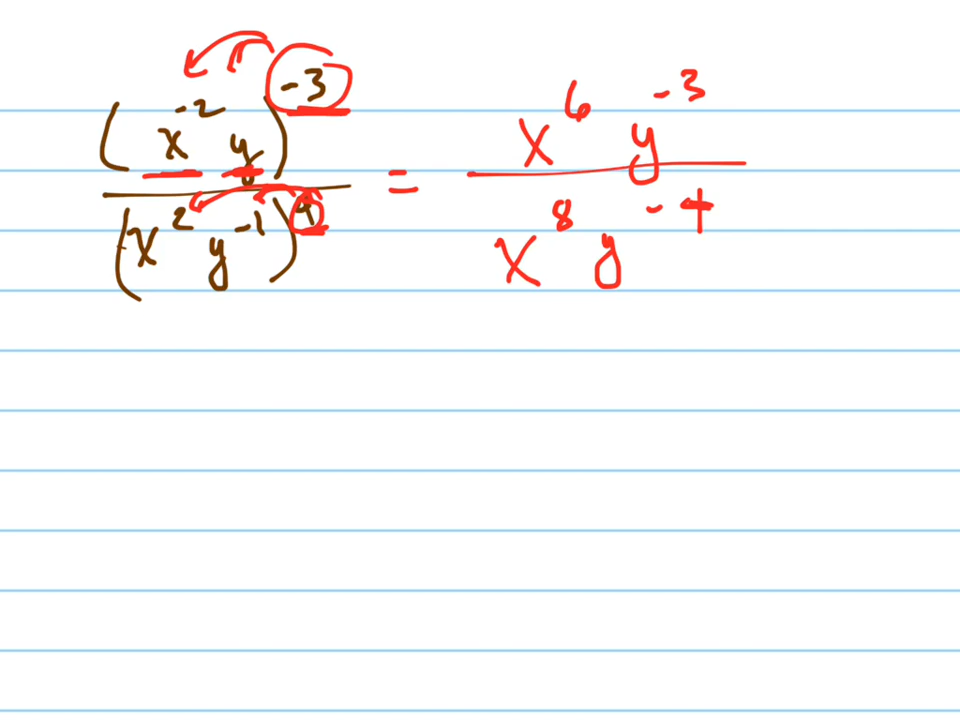 (x^-2 y)^-3 / (x^2 y^-1)^4 = x^6 y^-3 / x^8 y^-4